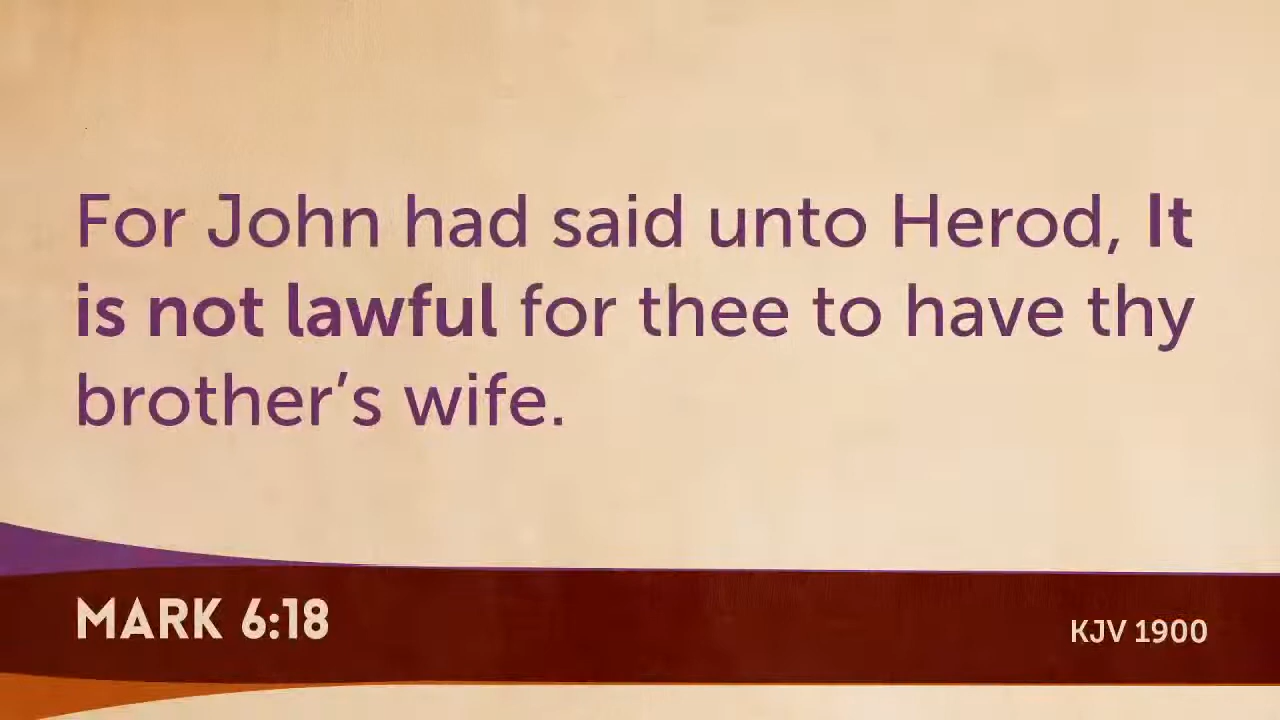 For John had said unto Herod, It
is not lawful for thee to have thy
brother’s wife.
MARK 6:18
KJV 1900